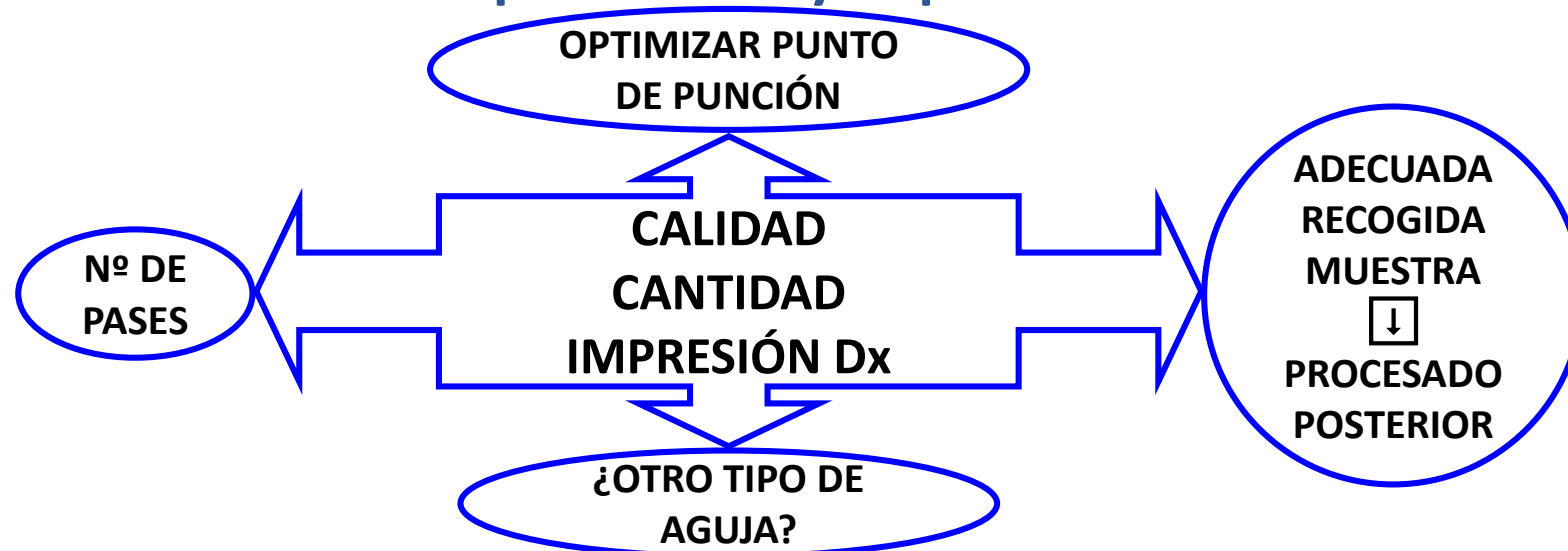 OPTIMIZAR PUNTO
DE PUNCIÓN
Nº DE
PASES
CALIDAD
CANTIDAD
IMPRESIÓN Dx
ADECUADA
RECOGIDA
MUESTRA
↓
PROCESADO
POSTERIOR
¿OTRO TIPO DE
AGUJA?